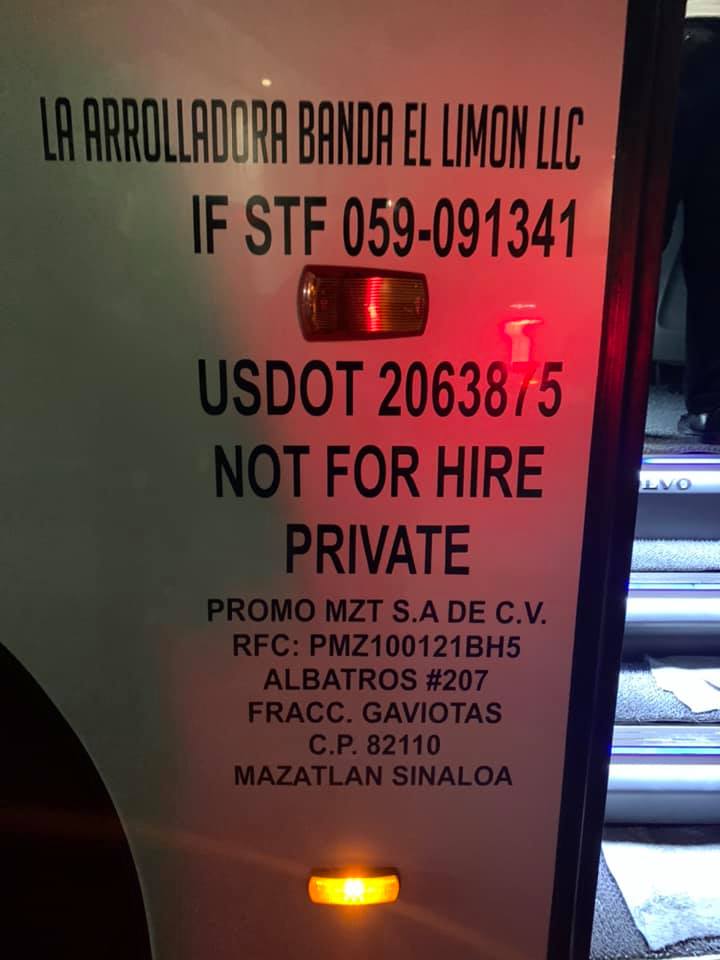 LA ARROLLADORA BANDA EL LIMON LLC
IF STF 059-091341
USDOT 2063875
NOT FOR HIRE
PRIVATE
PROMO MZT S.A DE C.V.
RFC: PMZ100121BH5
ALBATROS #207
FRACC. GAVIOTAS
C.P. 82110
MAZATLAN SINALOA
LVO